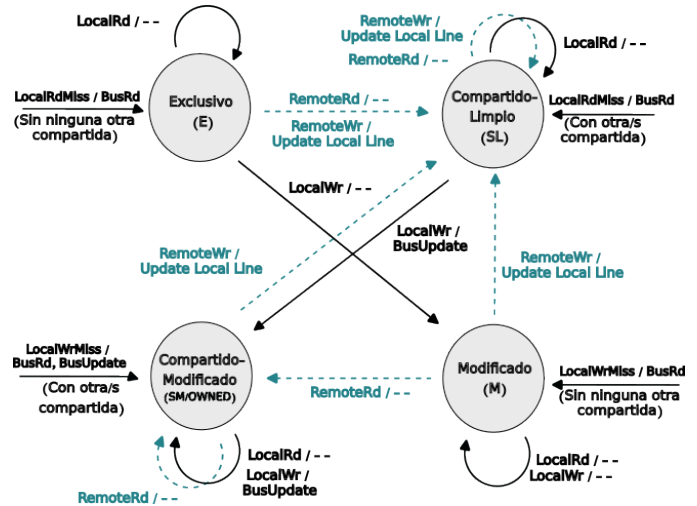 LocalRd / --
RemoteWr /
Update Local Line
RemoteRd / --
LocalRd / --
LocalRdMiss / BusRd
(Sin ninguna otra
compartida)
Exclusivo
(E)
RemoteRd / --
RemoteWr /
Update Local Line
Compartido-
Limpio
(SL)
LocalRdMiss / BusRd
(Con otra/s
compartida)
LocalWr / --
LocalWr /
BusUpdate
RemoteWr /
Update Local Line
RemoteWr /
Update Local Line
LocalWrMiss /
BusRd, BusUpdate
(Con otra/s
compartida)
Compartido-
Modificado
(SM/OWNED)
RemoteRd / --
Modificado
(M)
LocalWrMiss / BusRd
(Sin ninguna otra
compartida)
LocalRd / --
LocalWr /
BusUpdate
RemoteRd / --
LocalRd / --
LocalWr / --